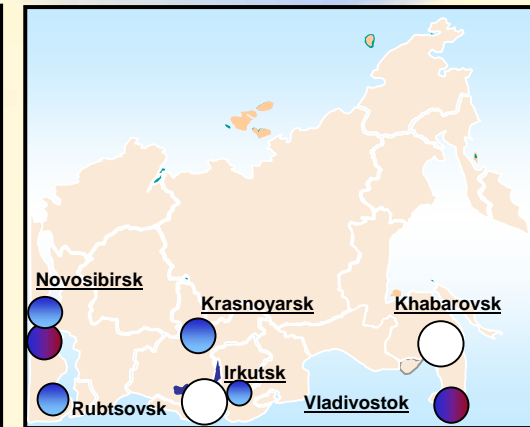 Novosibirsk
Krasnoyarsk
Khabarovsk
Irkutsk
Rubtsovsk
Vladivostok